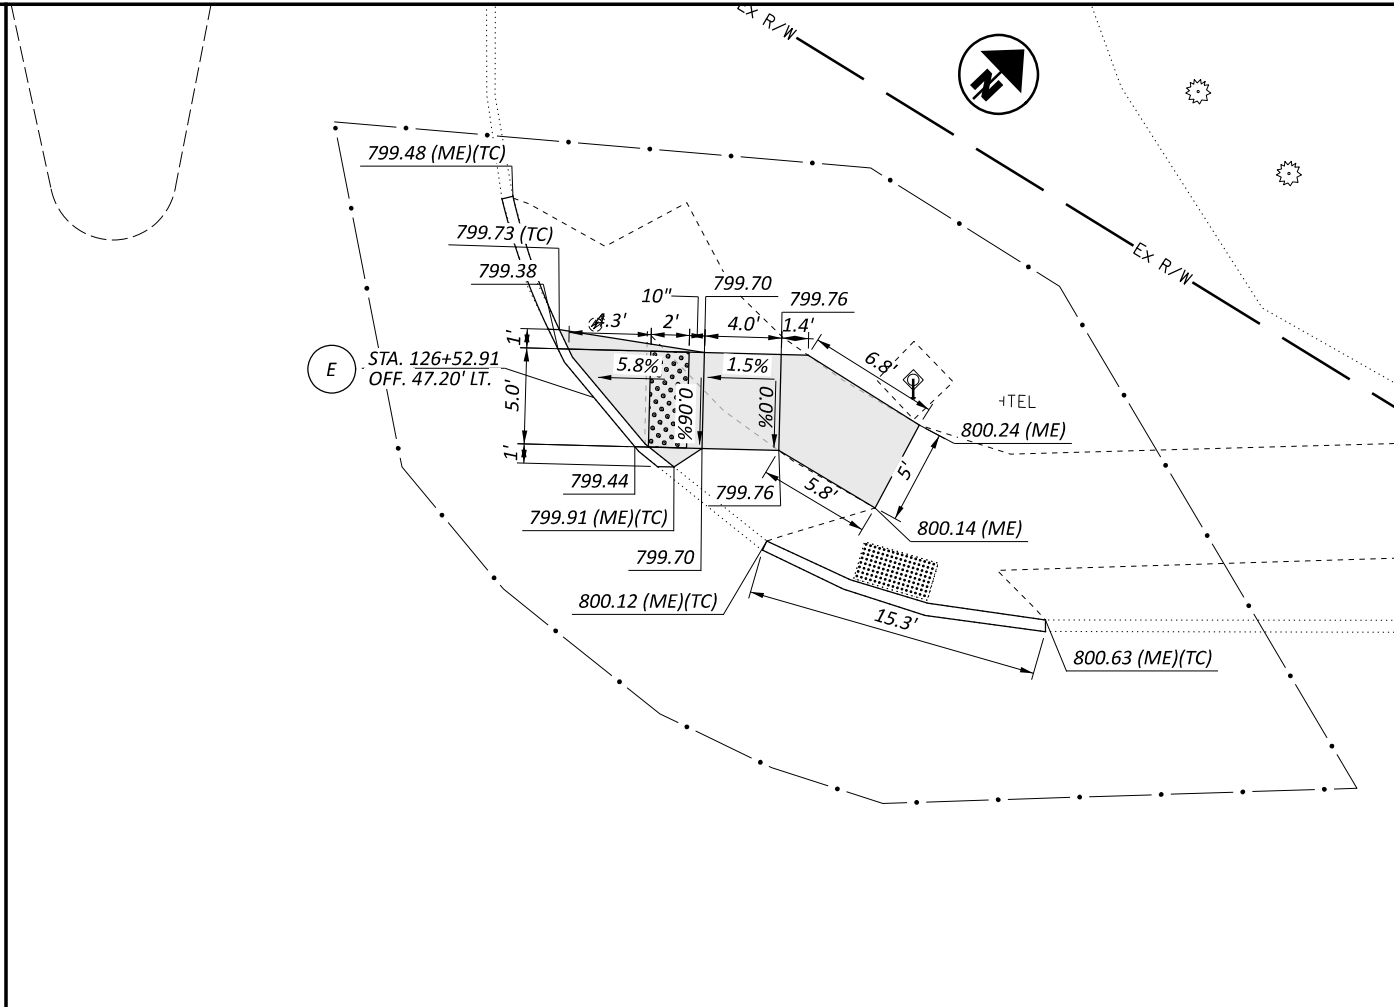 Ex R/W
N
799.48 (ME)(TC)
799.73 (TC)
799.38
799.70
10"
799.76
4.3'
2'
4.0'
1.4'
1'
Ex R/W
E
STA. 126+52.91
OFF. 47.20' LT.
5.8%
1.5%
6.8'
5.0'
0.06%
0.0%
TEL
800.24 (ME)
1'
799.44
799.76
5.8'
5'
799.91 (ME)(TC)
800.14 (ME)
799.70
800.12 (ME)(TC)
15.3'
800.63 (ME)(TC)